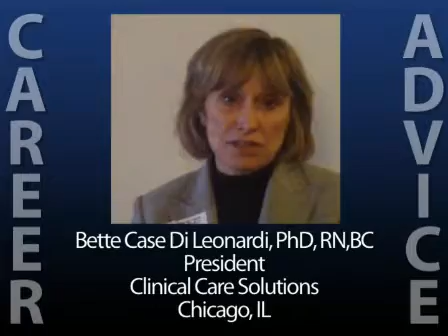 CAREER
ADVICE
Bette Case Di Leonardi, PhD, RN,BC
President
Clinical Care Solutions
Chicago, IL